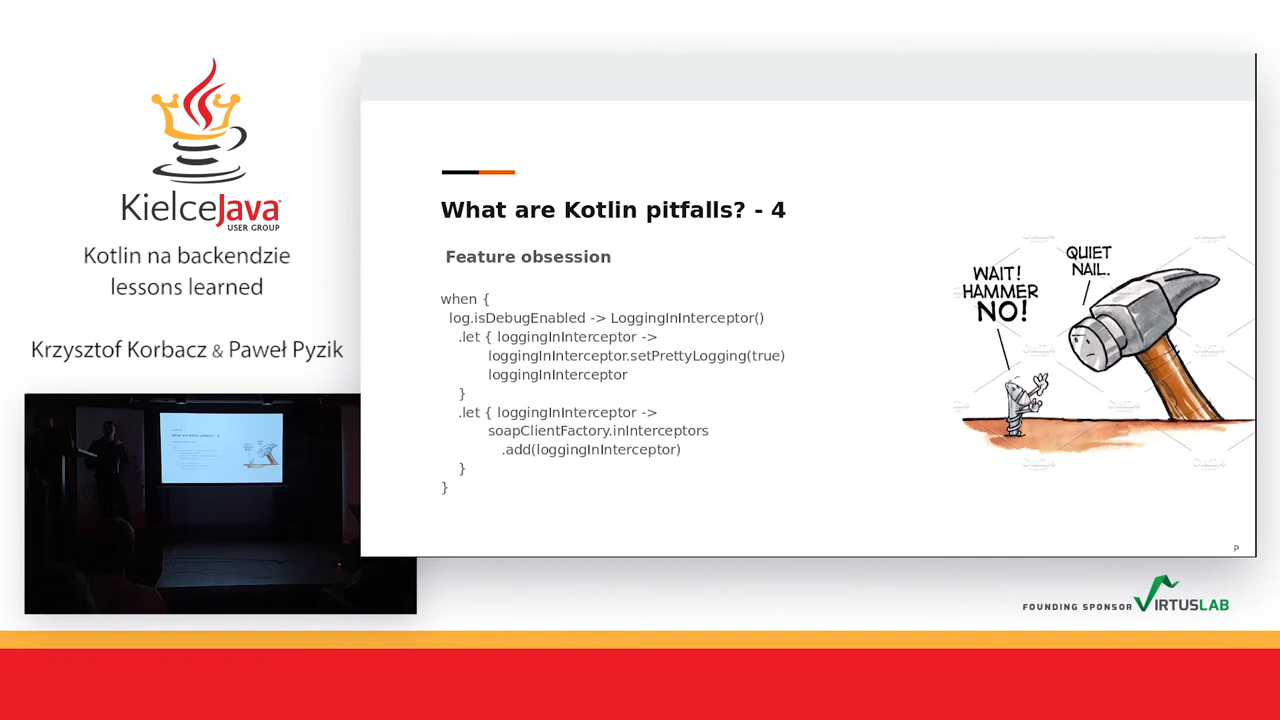 KielceJava
USER GROUP
Kotlin na backendzie
lessons learned
Krzysztof Korbacz & Paweł Pyzik
What are Kotlin pitfalls? - 4
Feature obsession
when {
log.isDebugEnabled -> LoggingInInterceptor()
.let { loggingInInterceptor ->
loggingInInterceptor.setPrettyLogging(true)
loggingInInterceptor
}
.let { loggingInInterceptor ->
soapClientFactory.inInterceptors
.add(loggingInInterceptor)
}
}
WAIT!
HAMMER
NO!
QUIET
NAIL.
P
FOUNDING SPONSOR VIRTUSLAB